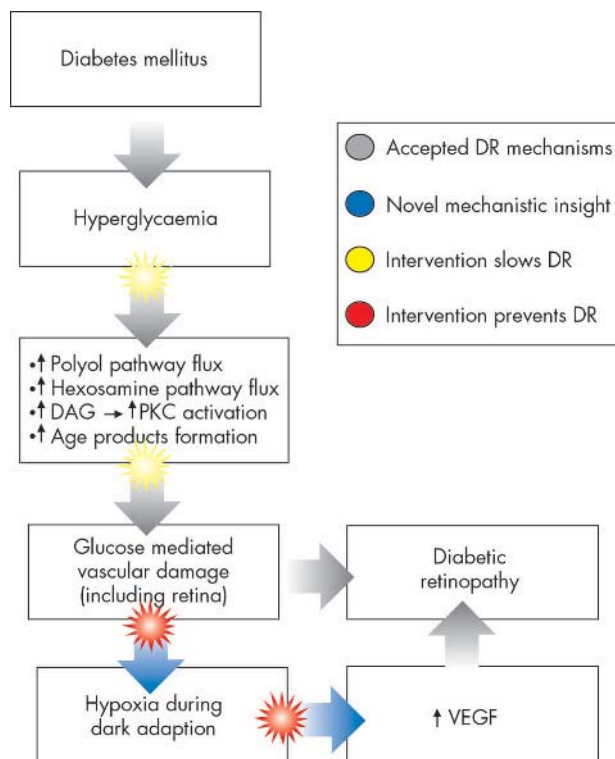 Diabetes mellitus
Hyperglycaemia
•↑ Polyol pathway flux
•↑ Hexosamine pathway flux
•↑ DAG → ↑PKC activation
•↑ Age products formation
Glucose mediated
vascular damage
(including retina)
Hypoxia during
dark adaption
↑ VEGF
Diabetic
retinopathy
Accepted DR mechanisms
Novel mechanistic insight
Intervention slows DR
Intervention prevents DR